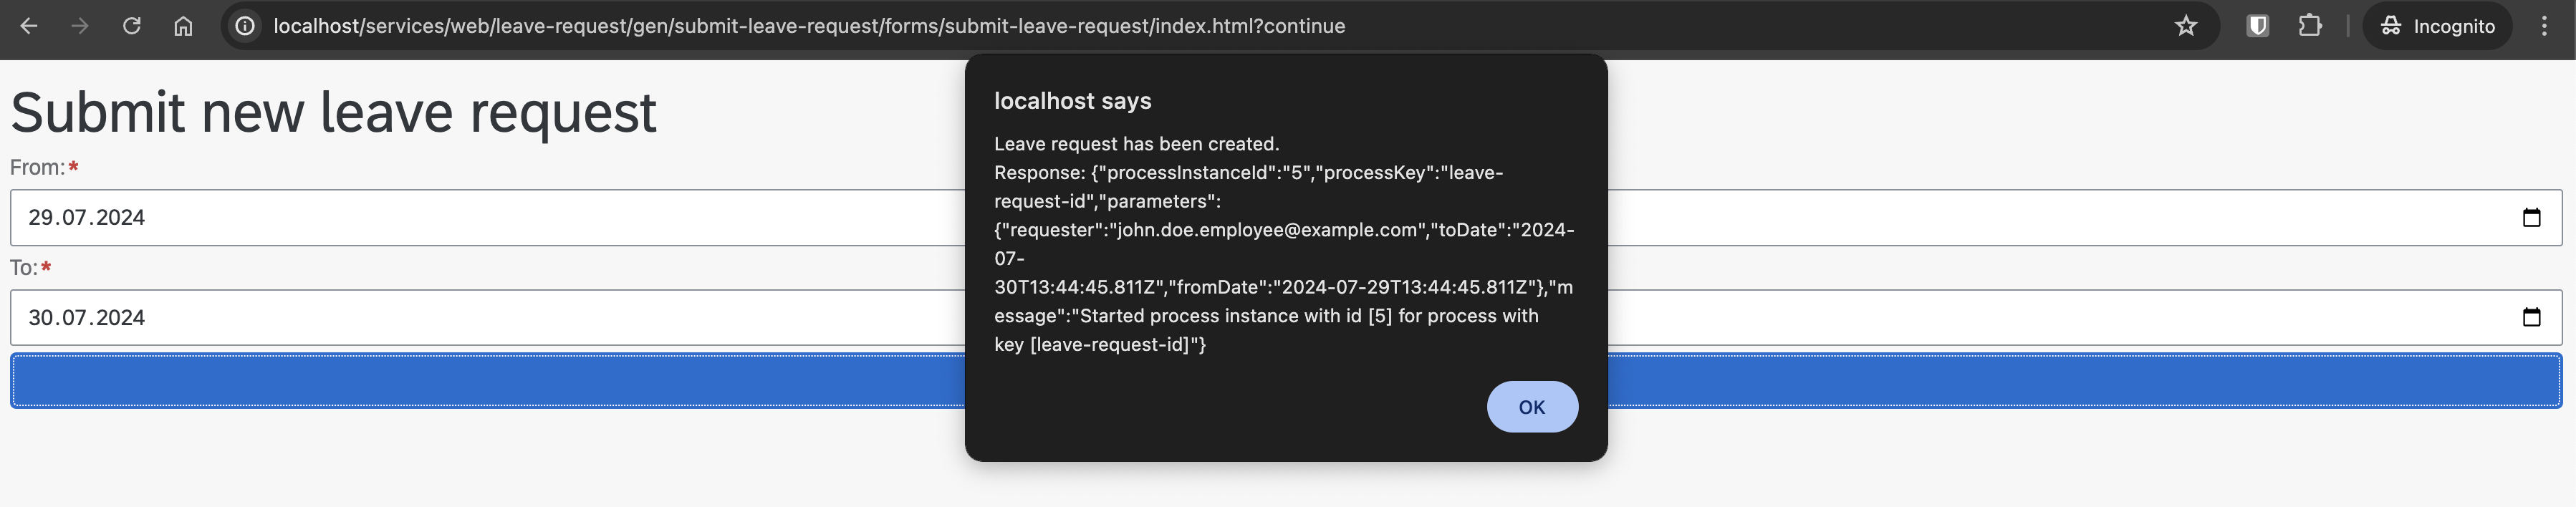 localhost/services/web/leave-request/gen/submit-leave-request/forms/submit-leave-request/index.html?continue
Incognito
Submit new leave request
From:*
29.07.2024
To:*
30.07.2024
localhost says
Leave request has been created.
Response: {"processInstanceId":"5","processKey":"leave-
request-id","parameters":
{"requester":"john.doe.employee@example.com","toDate":"2024-
07-
30T13:44:45.811Z","fromDate":"2024-07-29T13:44:45.811Z"},"m
essage":"Started process instance with id [5] for process with
key [leave-request-id]"}
OK